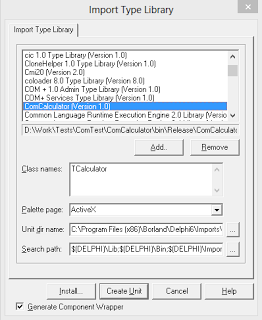 Import Type Library
Import Type Library
cic 1.0 Type Library (Version 1.0)
CloneHelper 1.0 Type Library (Version 1.0)
Cmi20 (Version 2.0)
coloader 8.0 Type Library (Version 8.0)
COM + 1.0 Admin Type Library (Version 1.0)
COM+ Services Type Library (Version 1.0)
ComCalculator (Version 1.0)
Common Language Runtime Execution Engine 2.0 Library
D:\Work\Tests\ComTest\ComCalculator\bin\Release\ComCalculato
Add...
Remove
Class names:
TCalculator
Palette page:
ActiveX
Unit dir name:
C:\Program Files (x86)\Borland\Delphi6\Imports\
...
Search path:
$(DELPHI)\Lib;$(DELPHI)\Bin;$(DELPHI)\Impor
...
Install...
Create Unit
Cancel
Help
Generate Component Wrapper